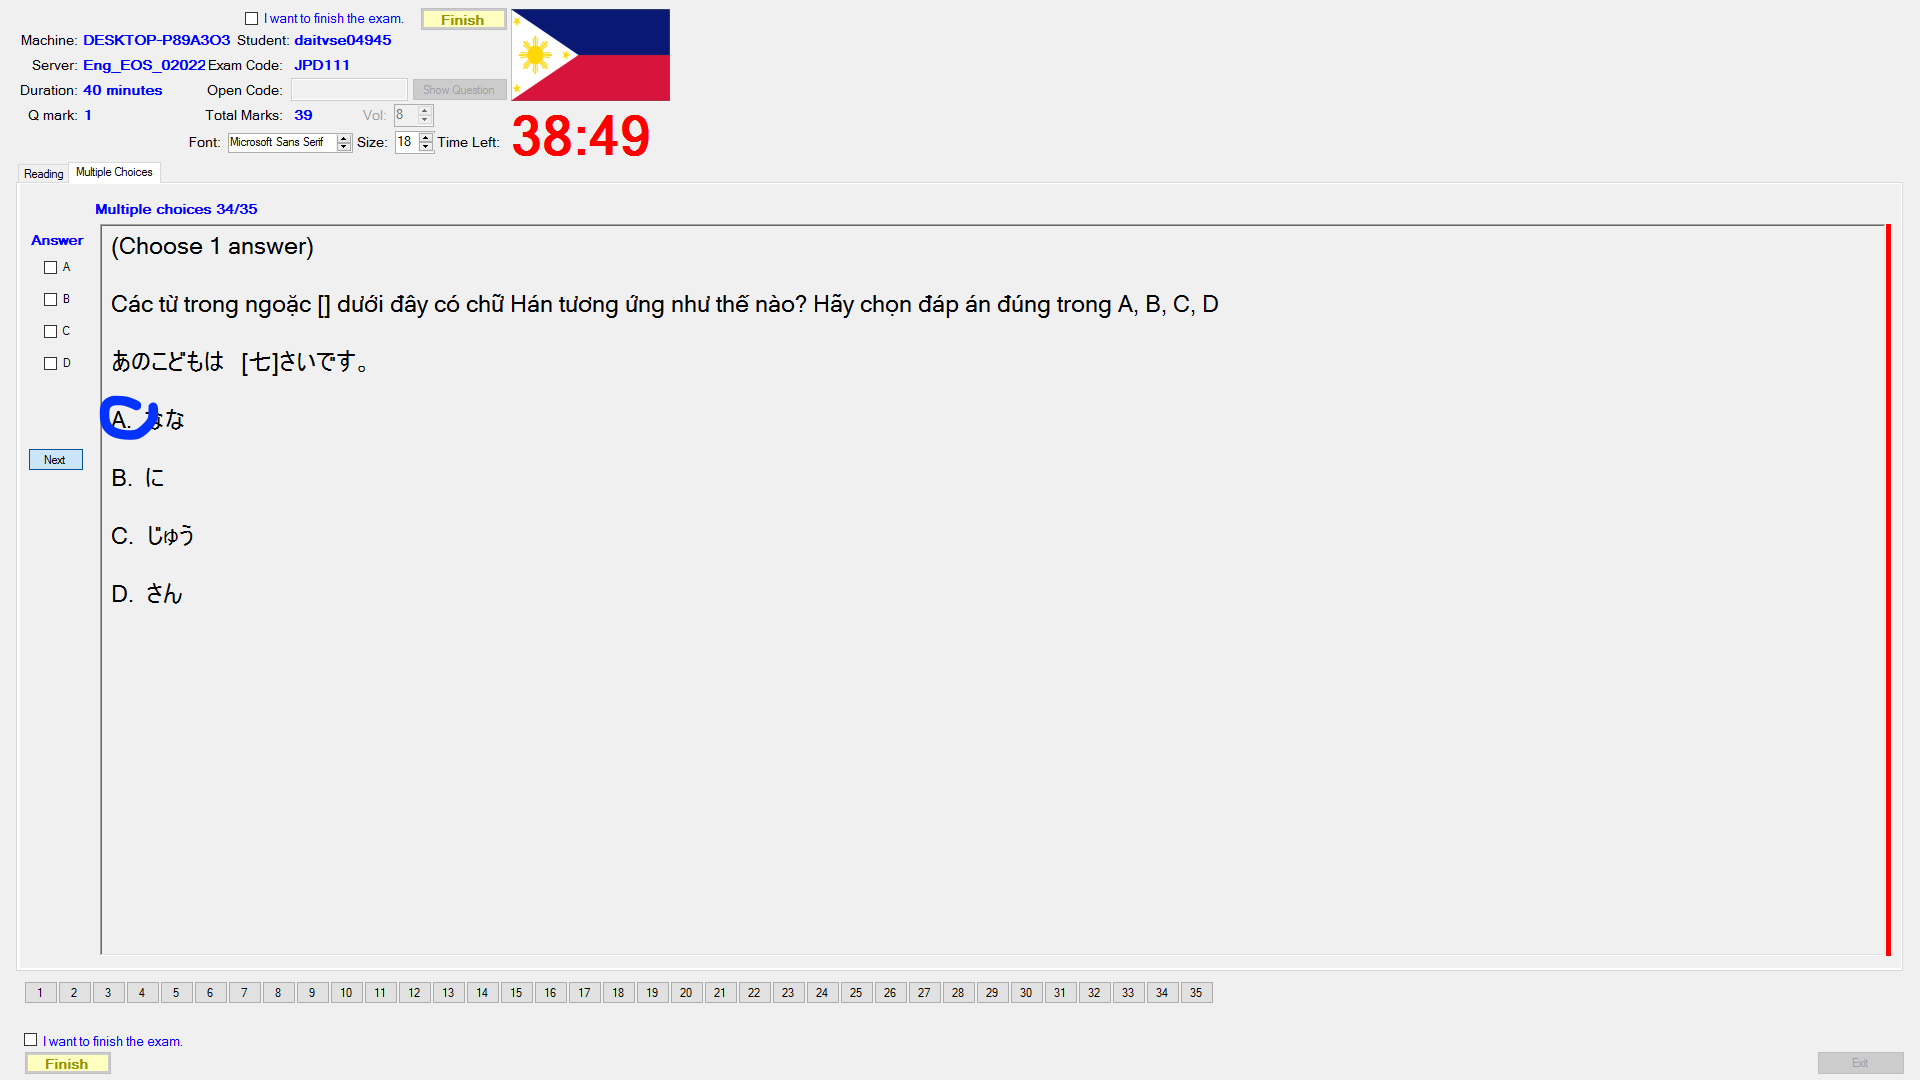 I want to finish the exam. Finish
Machine: DESKTOP-P89A3O3 Student: daitvse04945
Server: Eng_EOS_02022 Exam Code: JPD111
Duration: 40 minutes Open Code: Show Question
Q mark: 1 Total Marks: 39 Vol: 8
Font: Microsoft Sans Serif Size: 18 Time Left: 38:49
Reading Multiple Choices
Multiple choices 34/35
Answer
A
B
C
D
Next
(Choose 1 answer)
Các từ trong ngoặc [] dưới đây có chữ Hán tương ứng như thế nào? Hãy chọn đáp án đúng trong A, B, C, D
あのこどもは [七]さいです。
A. なな
B. に
C. じゅう
D. さん
1 2 3 4 5 6 7 8 9 10 11 12 13 14 15 16 17 18 19 20 21 22 23 24 25 26 27 28 29 30 31 32 33 34 35
I want to finish the exam.
Finish
Exit